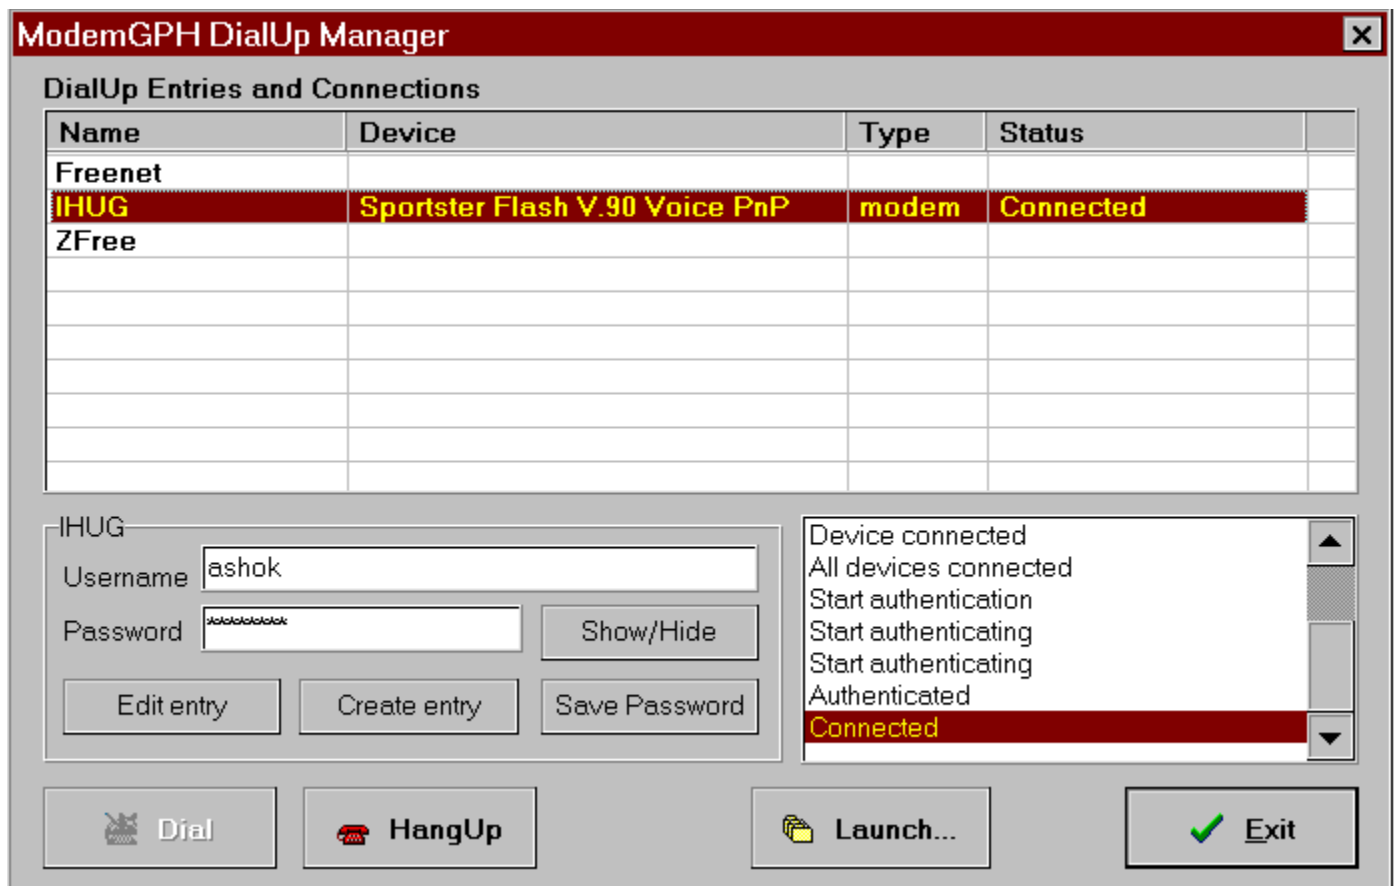 ModemGPH DialUp Manager
DialUp Entries and Connections
Name Device Type Status
Freenet
IHUG Sportster Flash V.90 Voice PnP modem Connected
ZFree
IHUG
Username ashok
Password *********
Show/Hide
Edit entry Create entry Save Password
Device connected
All devices connected
Start authentication
Start authenticating
Start authenticating
Authenticated
Connected
Dial HangUp Launch... Exit